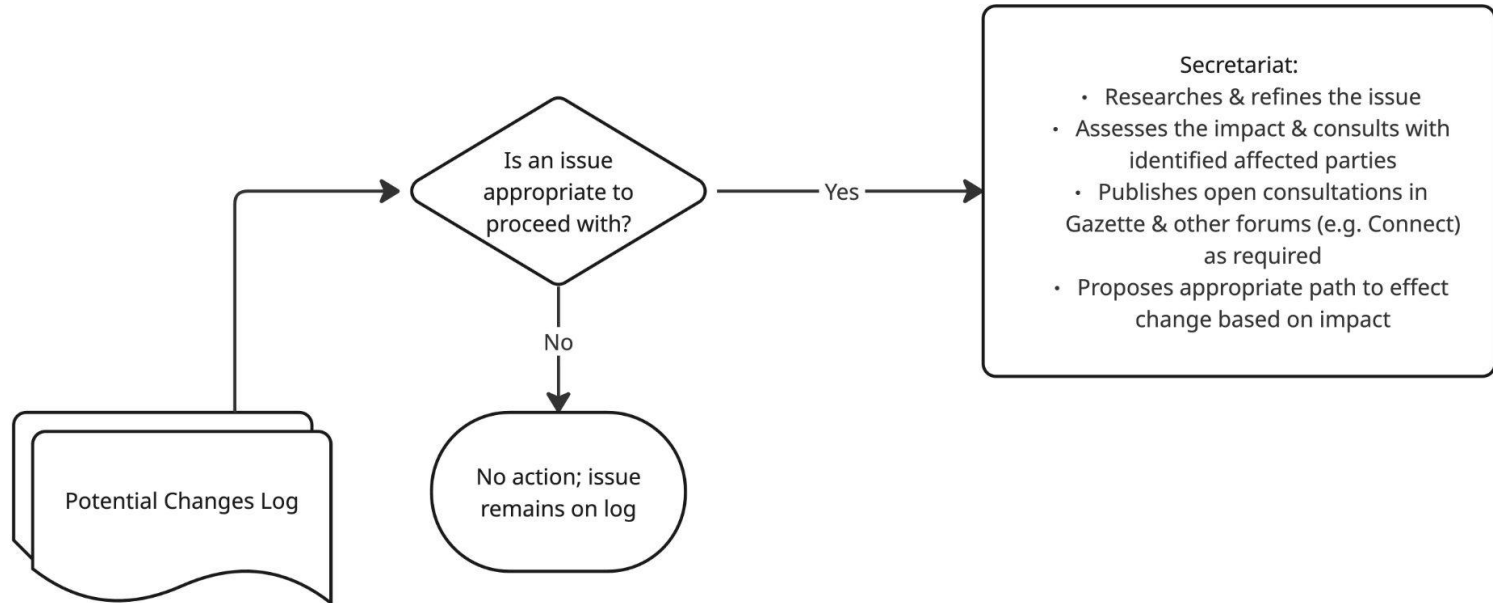 Potential Changes Log
Is an issue
appropriate to
proceed with?
No
No action; issue
remains on log
Yes
Secretariat:
• Researches & refines the issue
• Assesses the impact & consults with
identified affected parties
• Publishes open consultations in
Gazette & other forums (e.g. Connect)
as required
• Proposes appropriate path to effect
change based on impact